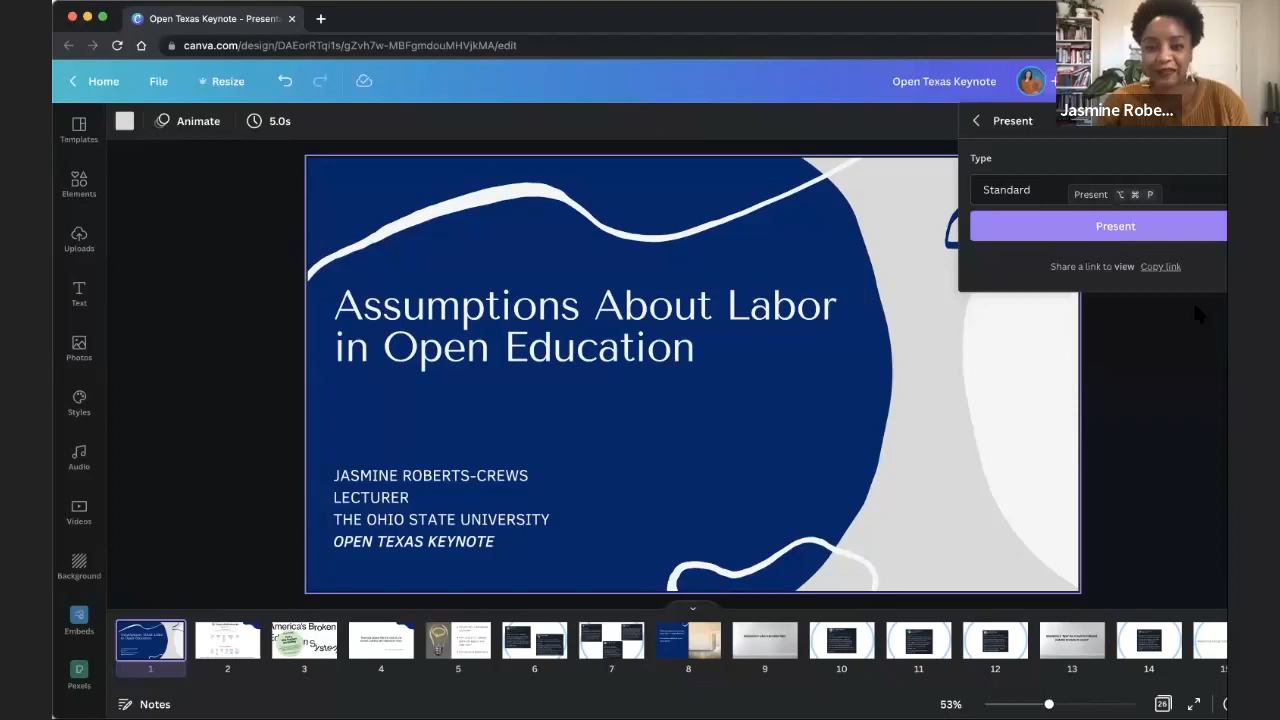 Open Texas Keynote - Present
canva.com/design/DAEorRTqi1s/gZvh7w-MBFgmdouMHVjkMA/edit
Home
File
Resize
Open Texas Keynote
Jasmine Robe...
Animate
5.0s
Present
Type
Standard
Present ⌥ ⌘ P
Present
Share a link to view Copy link
Templates
Elements
Uploads
Text
Photos
Styles
Audio
Videos
Background
Embeds
Pexels
Assumptions About Labor
in Open Education
JASMINE ROBERTS-CREWS
LECTURER
THE OHIO STATE UNIVERSITY
OPEN TEXAS KEYNOTE
America's Broken
1
2
3
4
5
6
7
8
9
10
11
12
13
14
Notes
53%
26